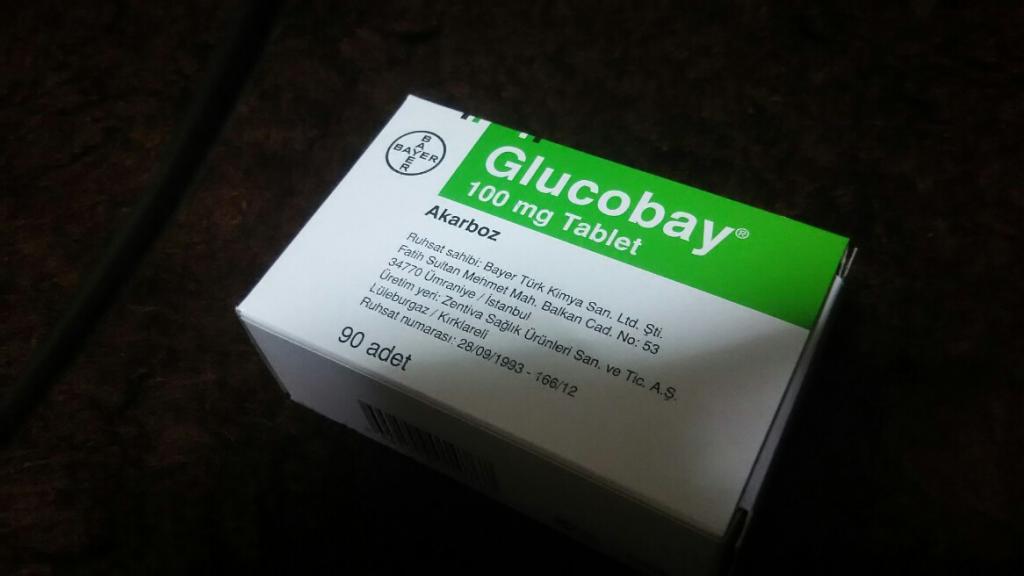 BAYER
BAYER
Glucobay®
100 mg Tablet
Akarboz
Ruhsat sahibi: Bayer Türk Kimya San. Ltd. Şti.
Fatih Sultan Mehmet Mah. Balkan Cad. No: 53
34770 Ümraniye / İstanbul
Üretim yeri: Zentiva Sağlık Ürünleri San. ve Tic. A.Ş.
Lüleburgaz / Kırklareli
Ruhsat numarası: 28/09/1993 - 166/12
90 adet